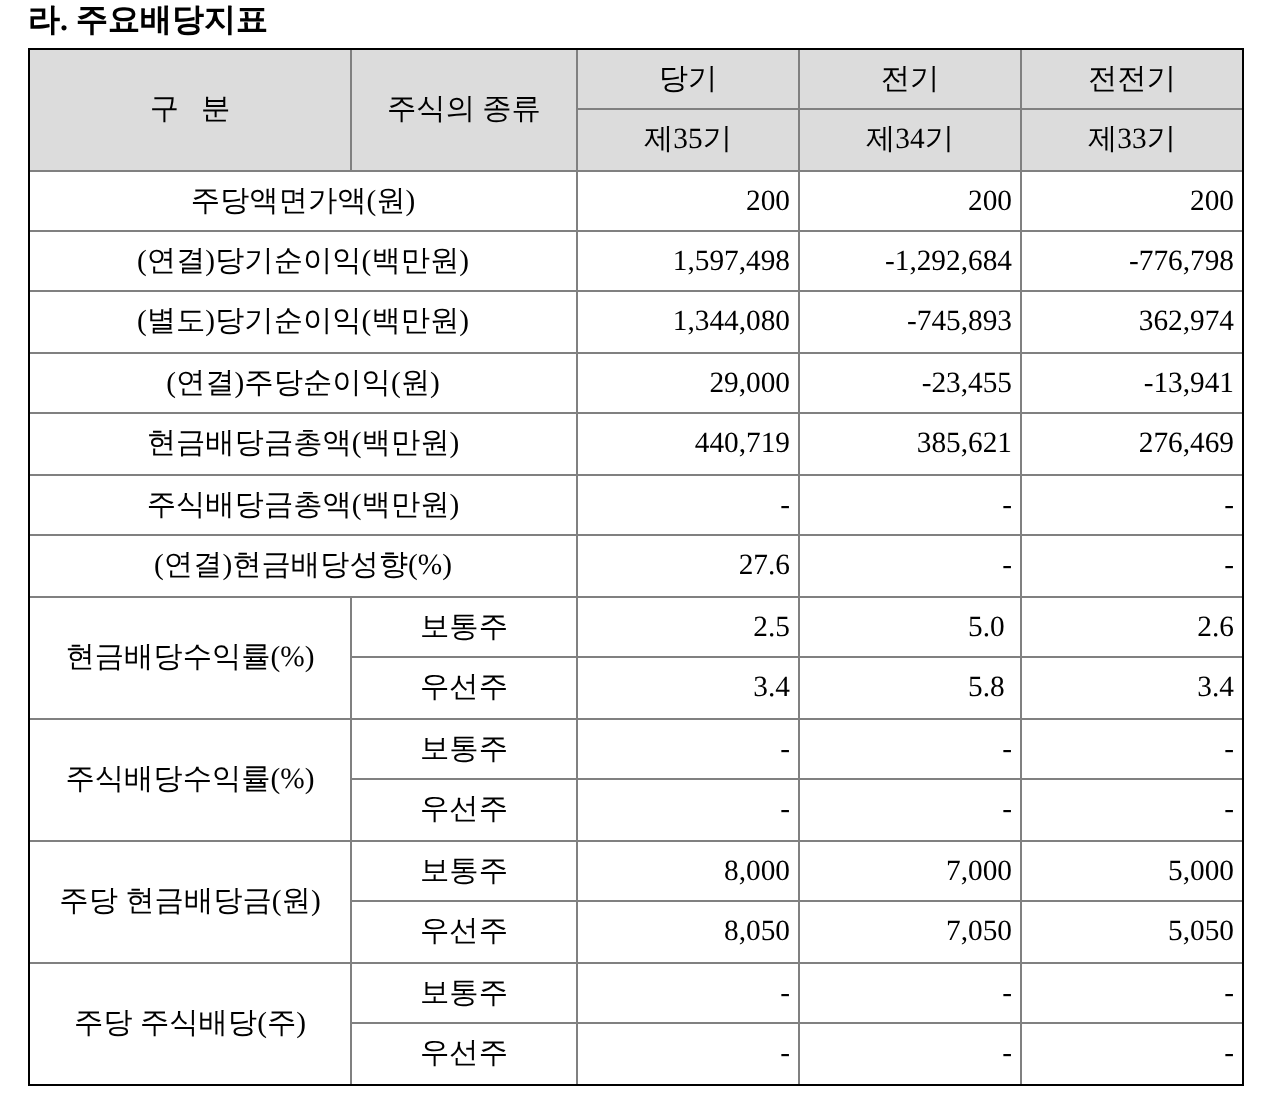 라. 주요배당지표
구 분 주식의 종류 당기 전기 전전기
제35기 제34기 제33기
주당액면가액(원) 200 200 200
(연결)당기순이익(백만원) 1,597,498 -1,292,684 -776,798
(별도)당기순이익(백만원) 1,344,080 -745,893 362,974
(연결)주당순이익(원) 29,000 -23,455 -13,941
현금배당금총액(백만원) 440,719 385,621 276,469
주식배당금총액(백만원) - - -
(연결)현금배당성향(%) 27.6 - -
현금배당수익률(%) 보통주 2.5 5.0 2.6
우선주 3.4 5.8 3.4
주식배당수익률(%) 보통주 - - -
우선주 - - -
주당 현금배당금(원) 보통주 8,000 7,000 5,000
우선주 8,050 7,050 5,050
주당 주식배당(주) 보통주 - - -
우선주 - - -